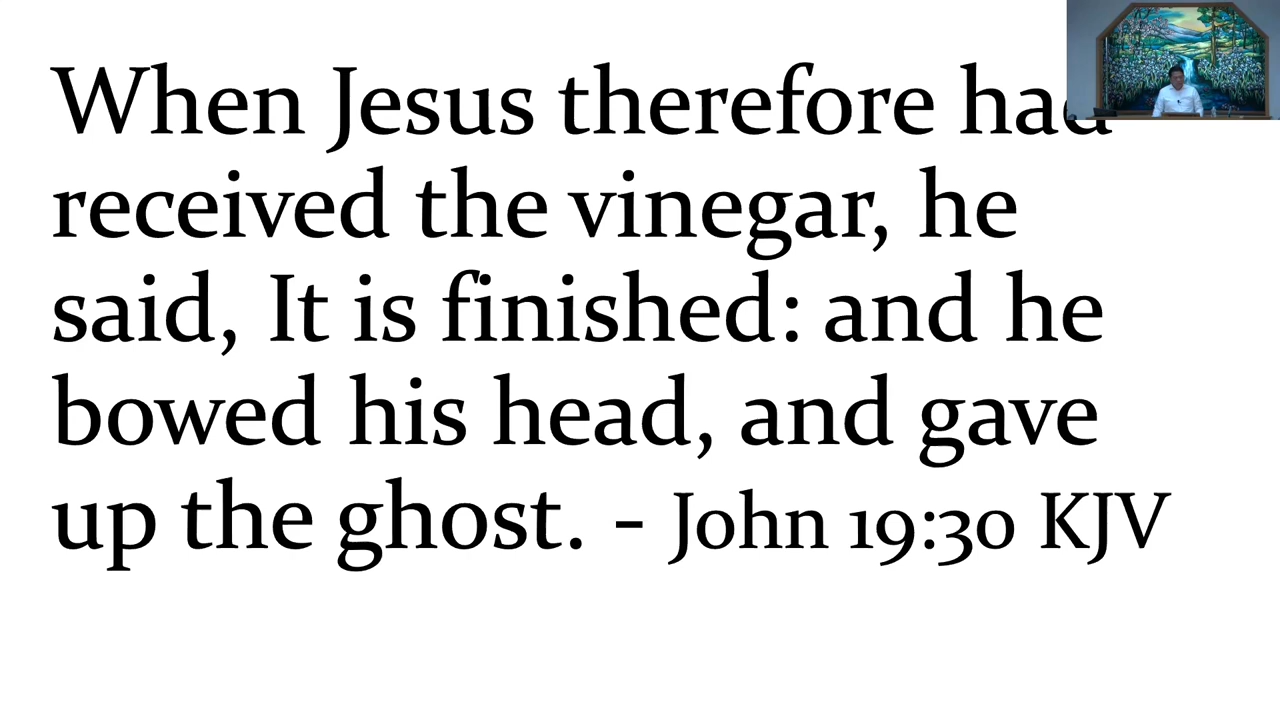 When Jesus therefore had
received the vinegar, he
said, It is finished: and he
bowed his head, and gave
up the ghost. - John 19:30 KJV